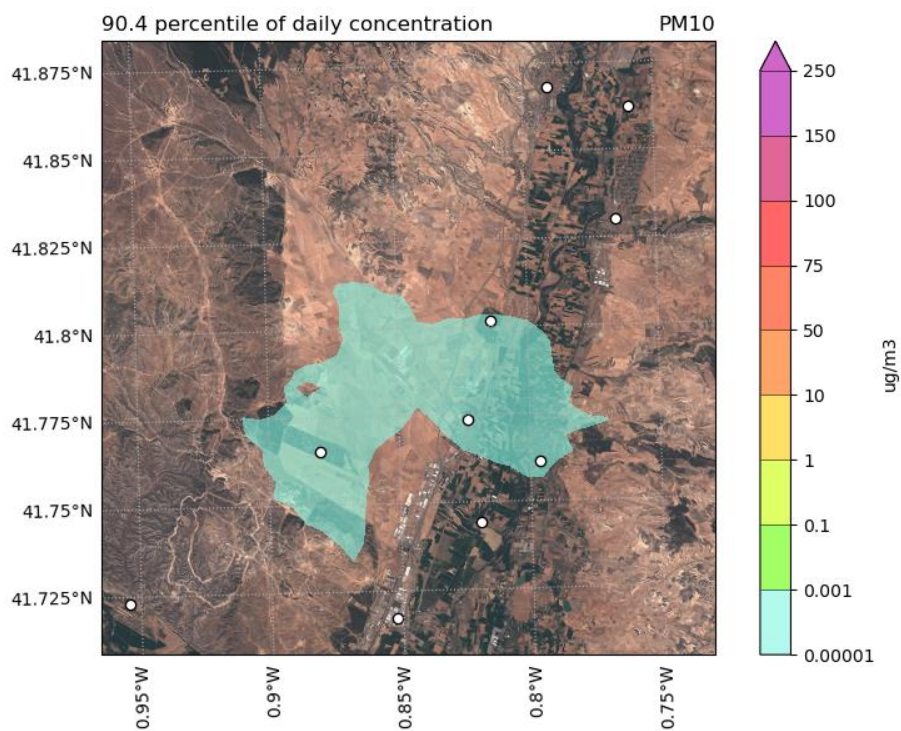 90.4 percentile of daily concentration PM10
41.875°N
41.85°N
41.825°N
41.8°N
41.775°N
41.75°N
41.725°N
0.95°W
0.9°W
0.85°W
0.8°W
0.75°W
250
150
100
75
50
10
1
0.1
0.001
0.00001
ug/m3